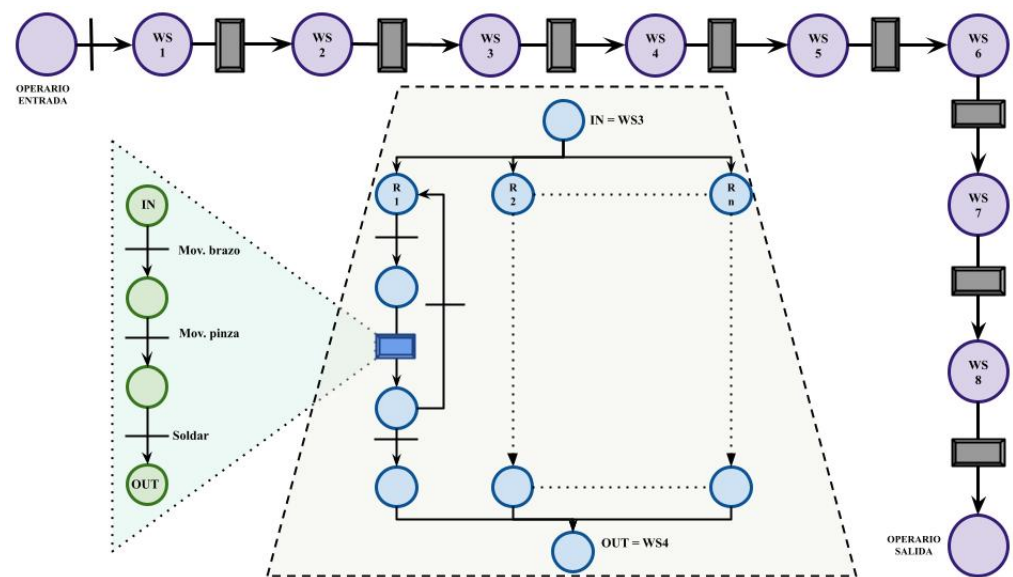 OPERARIO
ENTRADA
WS
1
WS
2
WS
3
WS
4
WS
5
WS
6
IN = WS3
R
1
R
2
R
n
IN
Mov. brazo
Mov. pinza
Soldar
OUT
OUT = WS4
WS
7
WS
8
OPERARIO
SALIDA